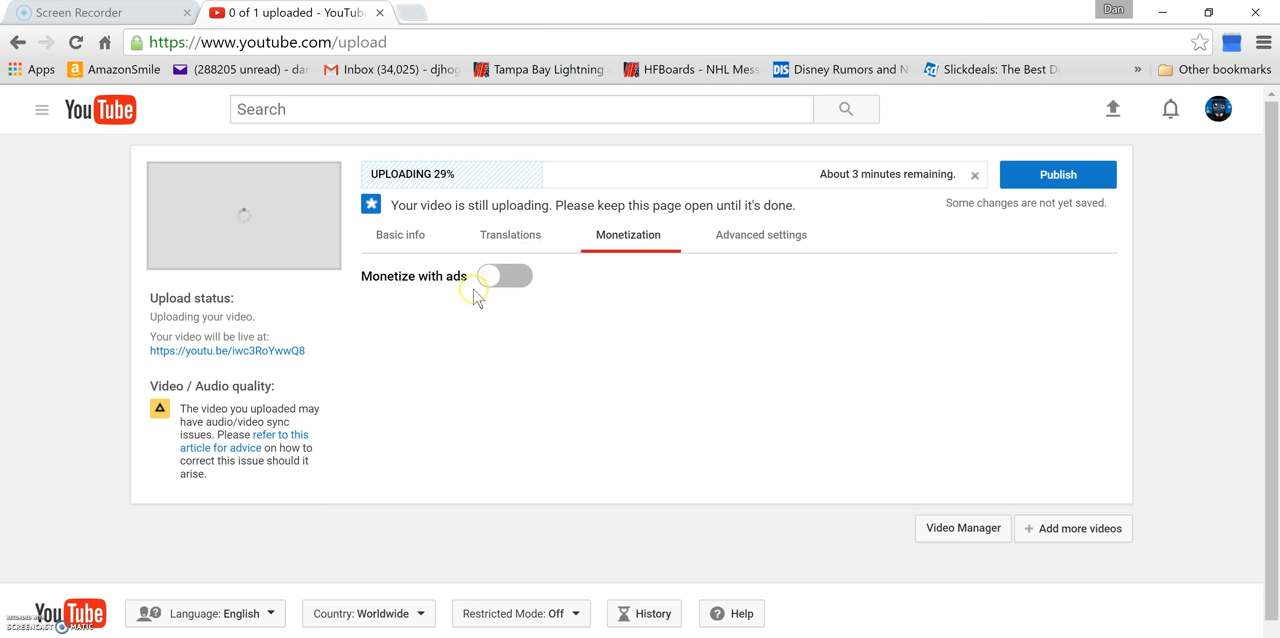 Screen Recorder
0 of 1 uploaded - YouTube
Dan
https://www.youtube.com/upload
Apps
AmazonSmile
(288205 unread) - dar
Inbox (34,025) - djhog
Tampa Bay Lightning
HFBoards - NHL Mess
Disney Rumors and N
Slickdeals: The Best D
»
Other bookmarks
YouTube
Search
UPLOADING 29%
About 3 minutes remaining.
Publish
Your video is still uploading. Please keep this page open until it's done.
Some changes are not yet saved.
Basic info
Translations
Monetization
Advanced settings
Monetize with ads
Upload status:
Uploading your video.
Your video will be live at:
https://youtu.be/iwc3RoYwwQ8
Video / Audio quality:
The video you uploaded may
have audio/video sync
issues. Please refer to this
article for advice on how to
correct this issue should it
arise.
Video Manager
+ Add more videos
YouTube
RECORDED WITH
SCREENCAST MATIC
Language: English
Country: Worldwide
Restricted Mode: Off
History
Help